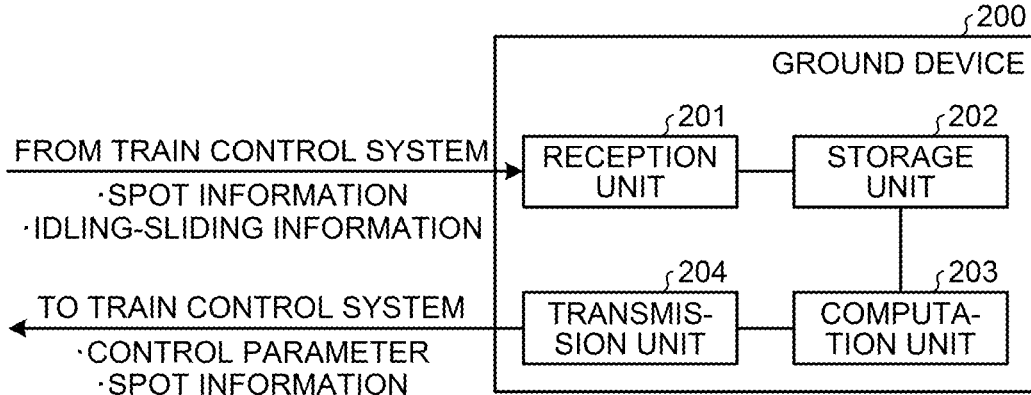 200
GROUND DEVICE
201
202
FROM TRAIN CONTROL SYSTEM
RECEPTION
UNIT
STORAGE
UNIT
·SPOT INFORMATION
·IDLING-SLIDING INFORMATION
204
203
TO TRAIN CONTROL SYSTEM
TRANSMIS-
SION UNIT
COMPUTA-
TION UNIT
·CONTROL PARAMETER
·SPOT INFORMATION